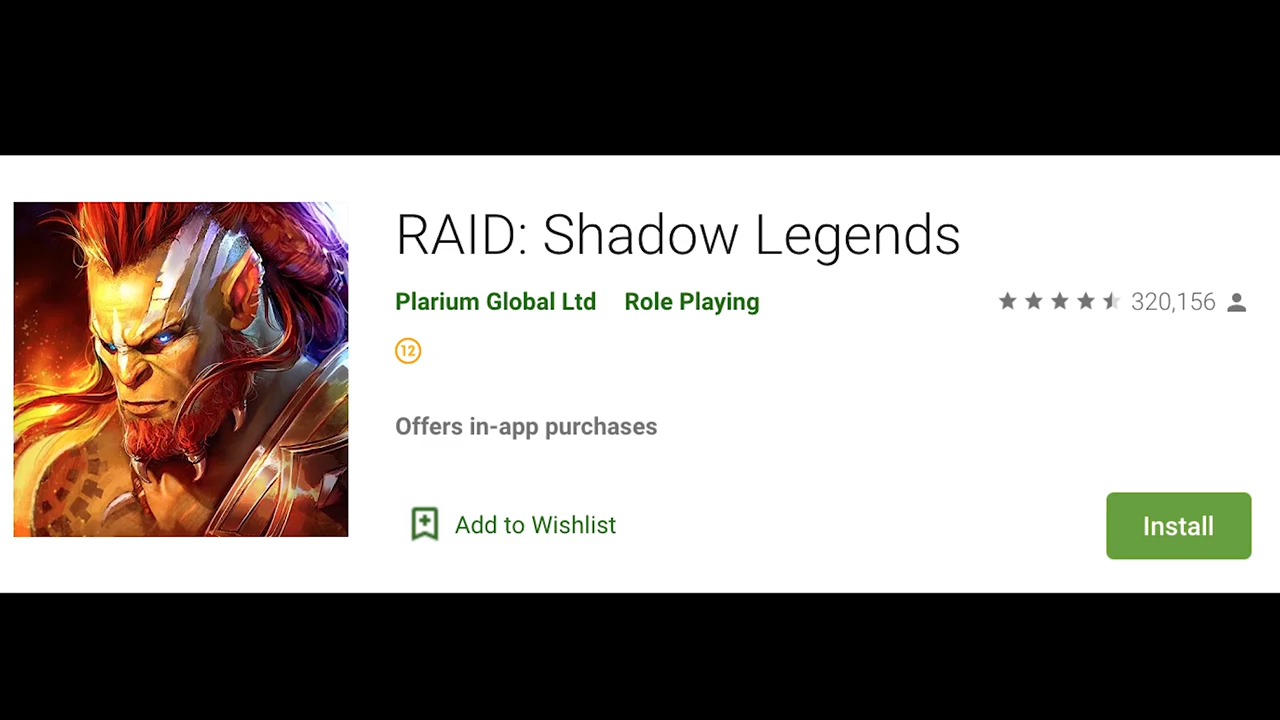 RAID: Shadow Legends
Plarium Global Ltd Role Playing 320,156
12
Offers in-app purchases
Add to Wishlist
Install